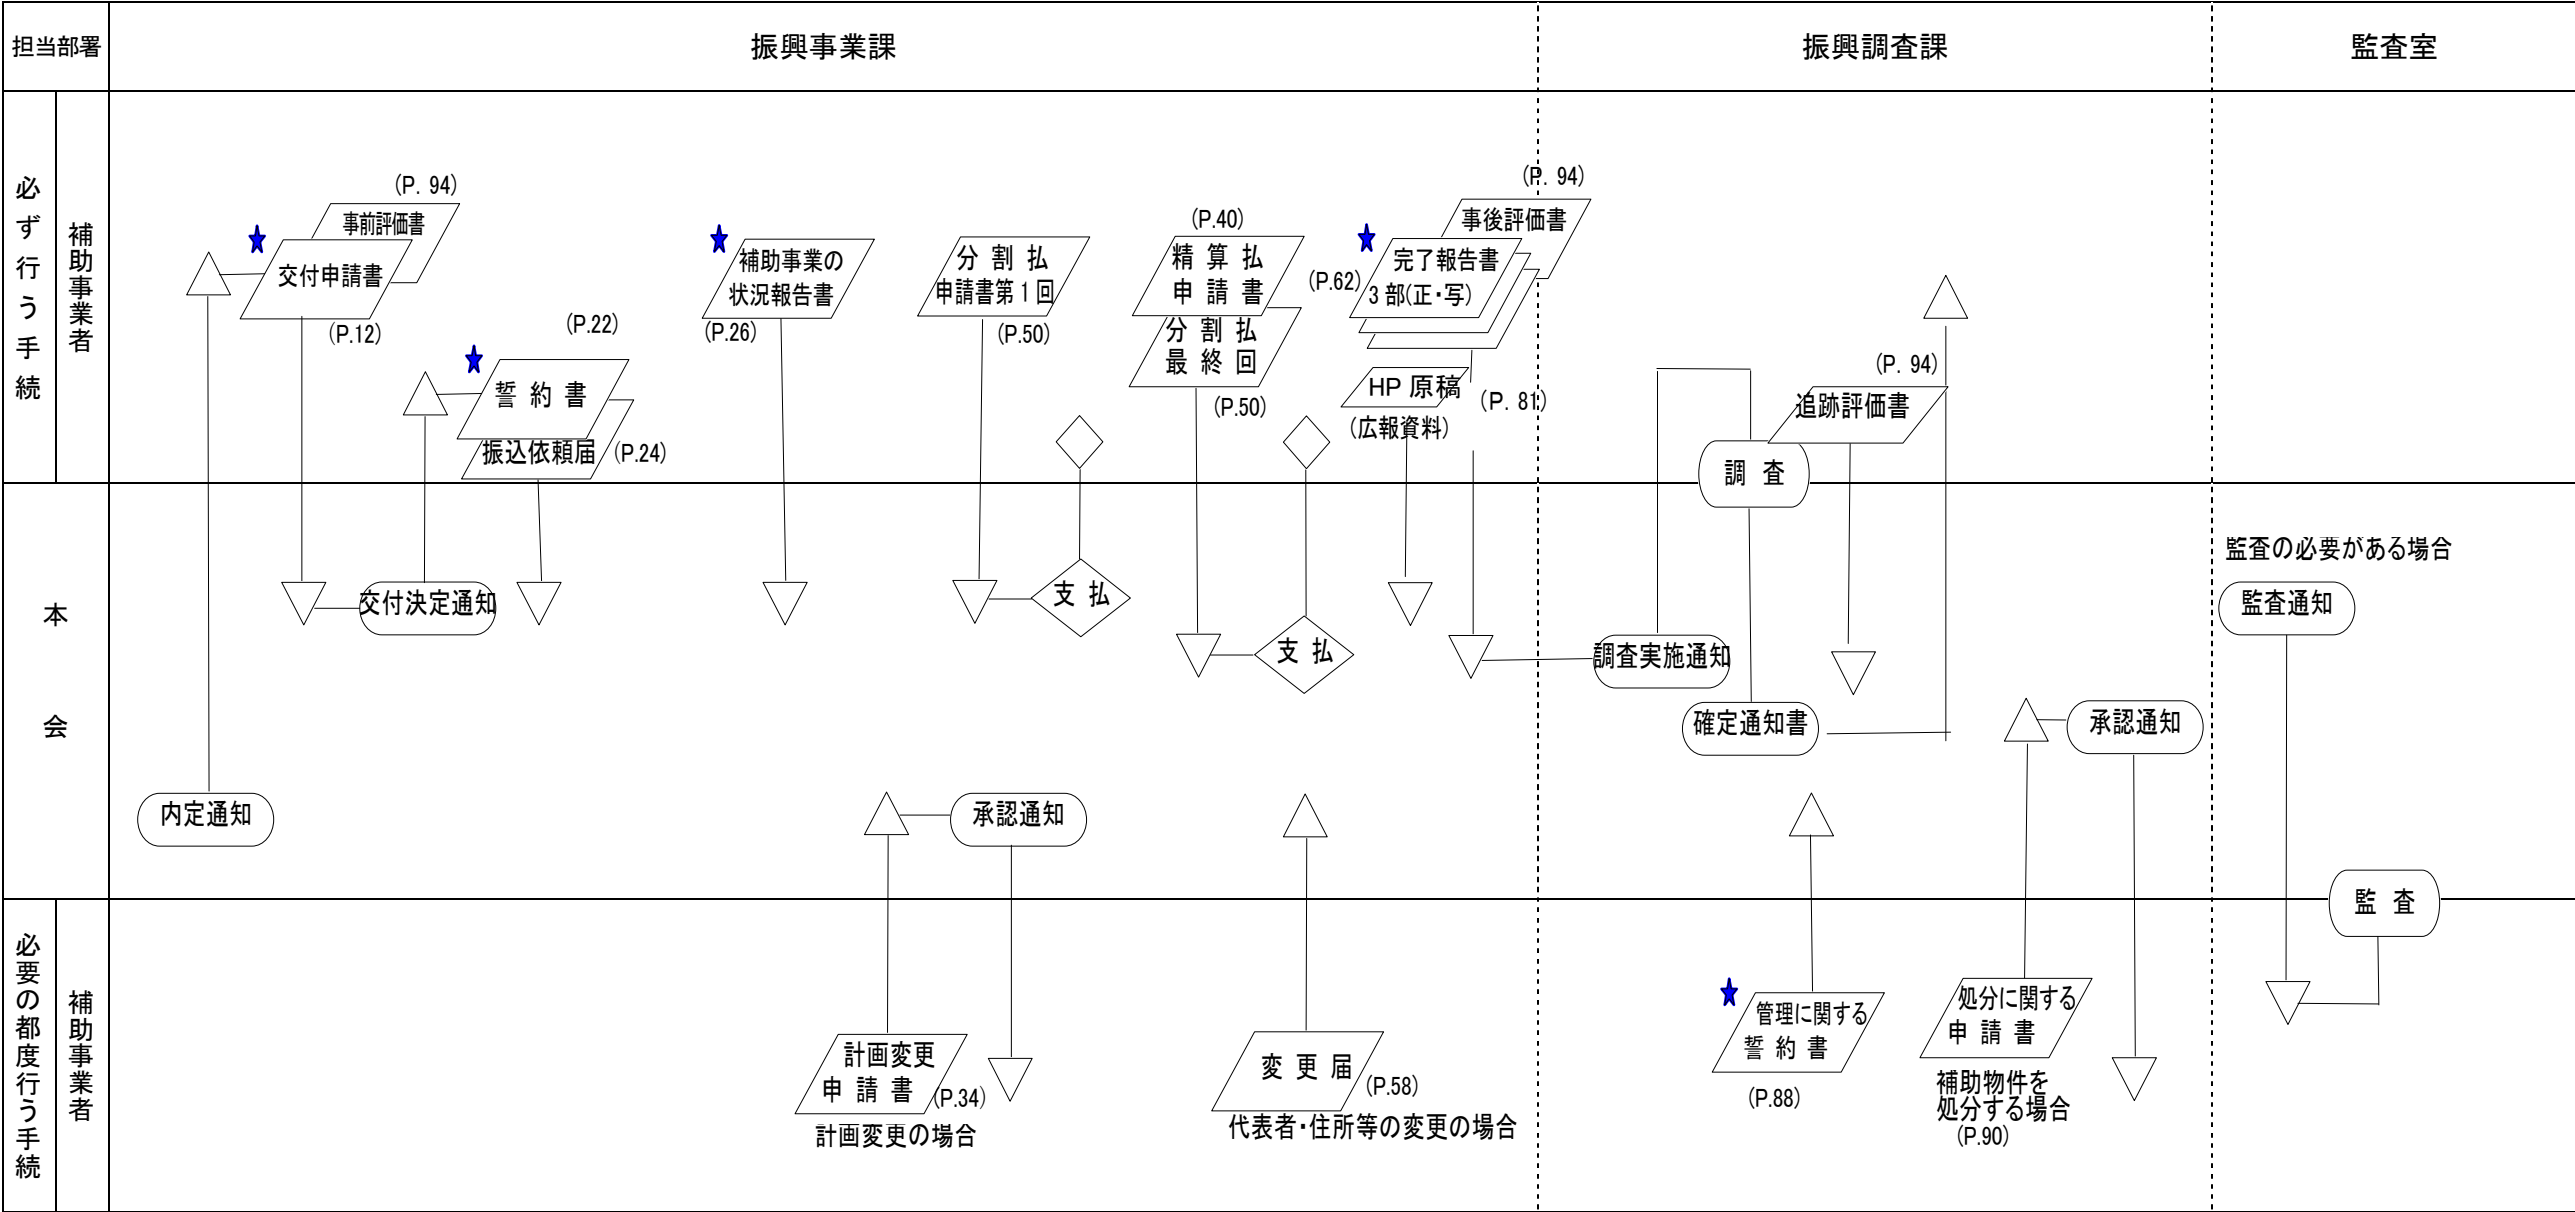 担当部署
振興事業課
振興調査課
監査室
必ず行う手続
補助事業者
(P. 94)
事前評価書
交付申請書
(P.12)
(P.22)
誓 約 書
振込依頼届
(P.24)
補助事業の
状況報告書
(P.26)
分 割 払
申請書第1回
(P.50)
(P.40)
精 算 払
申 請 書
分 割 払
最 終 回
(P.50)
(P. 94)
事後評価書
完了報告書
3 部(正・写)
(P.62)
HP 原稿
(広報資料)
(P. 81)
(P. 94)
追跡評価書
調 査
本会
交付決定通知
支 払
支 払
調査実施通知
確定通知書
承認通知
監査の必要がある場合
監査通知
内定通知
承認通知
監 査
必要の都度行う手続
補助事業者
計画変更
申 請 書
(P.34)
計画変更の場合
変 更 届
(P.58)
代表者・住所等の変更の場合
管理に関する
誓 約 書
(P.88)
処分に関する
申 請 書
補助物件を
処分する場合
(P.90)